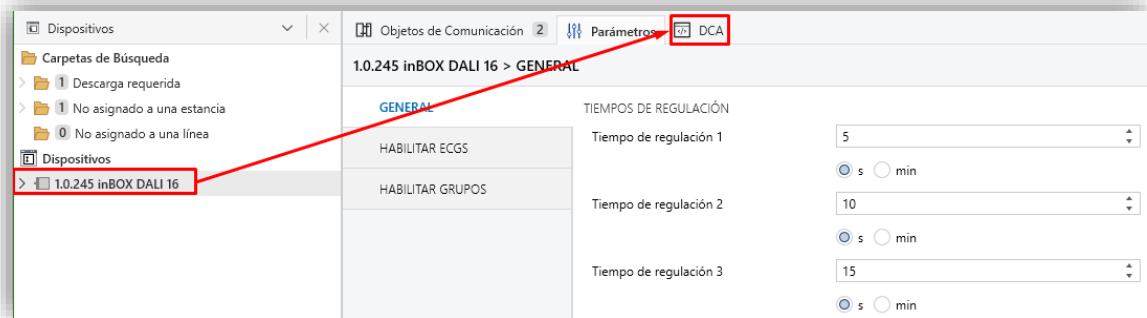 Dispositivos
Objetos de Comunicación 2 Parámetros DCA
Carpetas de Búsqueda
1 Descarga requerida
1 No asignado a una estancia
0 No asignado a una línea
Dispositivos
1.0.245 inBOX DALI 16
1.0.245 inBOX DALI 16 > GENERAL
GENERAL
HABILITAR ECGS
HABILITAR GRUPOS
TIEMPOS DE REGULACIÓN
Tiempo de regulación 1 5
s min
Tiempo de regulación 2 10
s min
Tiempo de regulación 3 15
s min